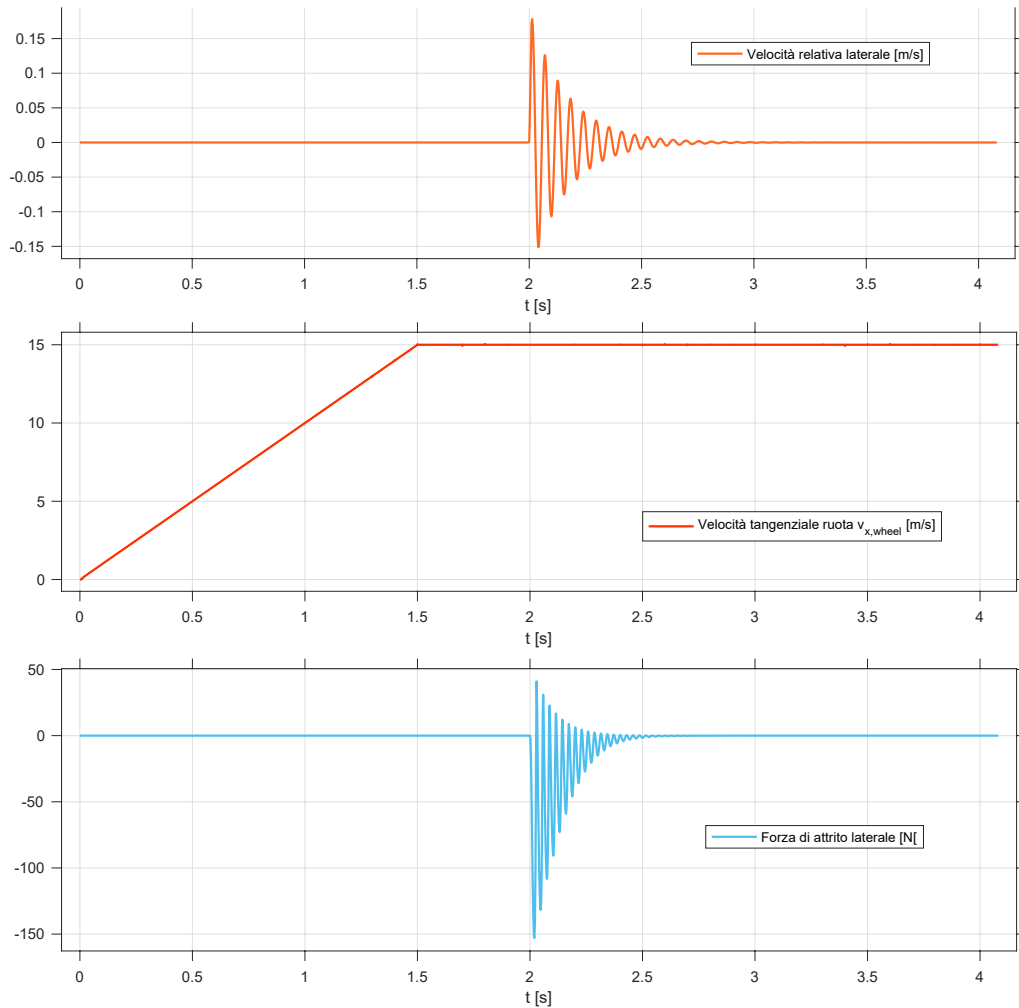 0.15
0.1
0.05
0
-0.05
-0.1
-0.15
Velocità relativa laterale [m/s]
0 0.5 1 1.5 2 2.5 3 3.5 4
t [s]
15
10
5
0
Velocità tangenziale ruota v_x,wheel [m/s]
0 0.5 1 1.5 2 2.5 3 3.5 4
t [s]
50
0
-50
-100
-150
Forza di attrito laterale [N[
0 0.5 1 1.5 2 2.5 3 3.5 4
t [s]